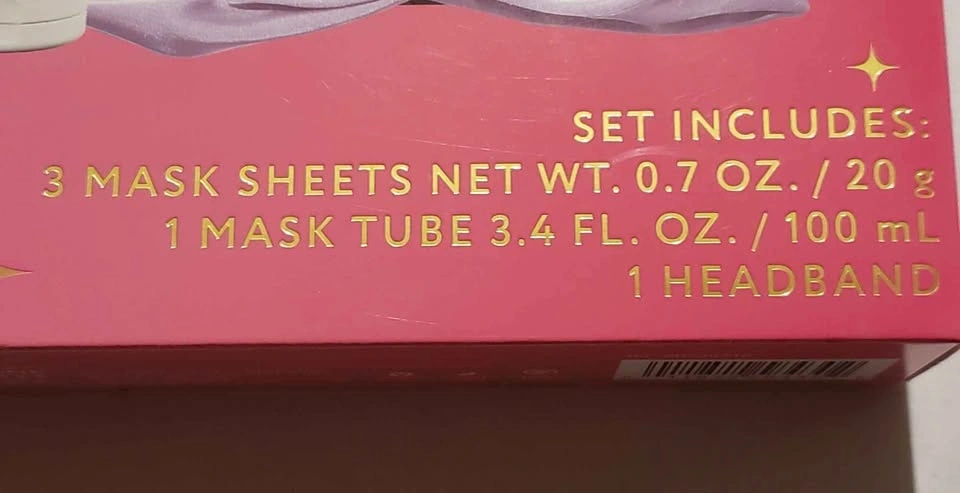 SET INCLUDES:
3 MASK SHEETS NET WT. 0.7 OZ. / 20 g
1 MASK TUBE 3.4 FL. OZ. / 100 mL
1 HEADBAND